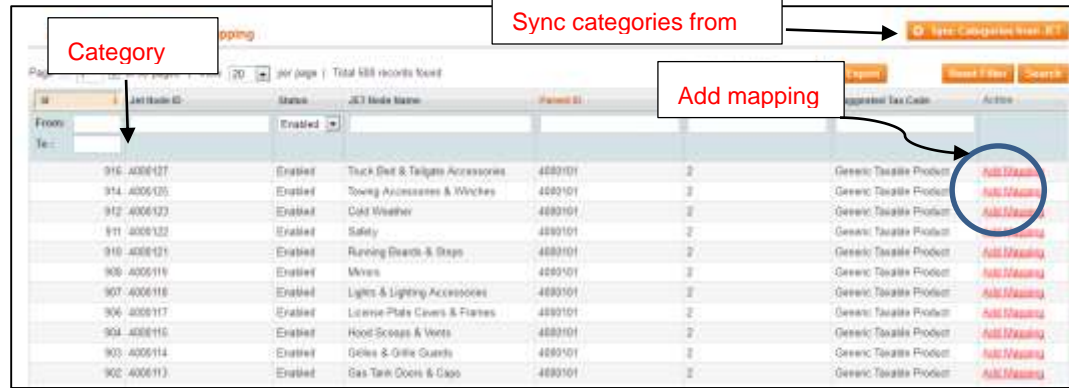 Sync categories from
Category
pping
Sync Categories from JET
Add mapping
20 per page | Total 588 records found
Export Reset Filter Search
Id Jet Node ID Status JET Node Name Parent ID Suggested Tax Code Action
From:
To :
Enabled
916 4000127 Enabled Truck Bed & Tailgate Accessories 4000101 2 Generic Taxable Product Add Mapping
914 4000125 Enabled Towing Accessories & Winches 4000101 2 Generic Taxable Product Add Mapping
912 4000123 Enabled Cold Weather 4000101 2 Generic Taxable Product Add Mapping
911 4000122 Enabled Safety 4000101 2 Generic Taxable Product Add Mapping
910 4000121 Enabled Running Boards & Steps 4000101 2 Generic Taxable Product Add Mapping
908 4000119 Enabled Mirrors 4000101 2 Generic Taxable Product Add Mapping
907 4000118 Enabled Lights & Lighting Accessories 4000101 2 Generic Taxable Product Add Mapping
906 4000117 Enabled License Plate Covers & Frames 4000101 2 Generic Taxable Product Add Mapping
904 4000115 Enabled Hood Scoops & Vents 4000101 2 Generic Taxable Product Add Mapping
903 4000114 Enabled Grilles & Grille Guards 4000101 2 Generic Taxable Product Add Mapping
902 4000113 Enabled Gas Tank Doors & Caps 4000101 2 Generic Taxable Product Add Mapping